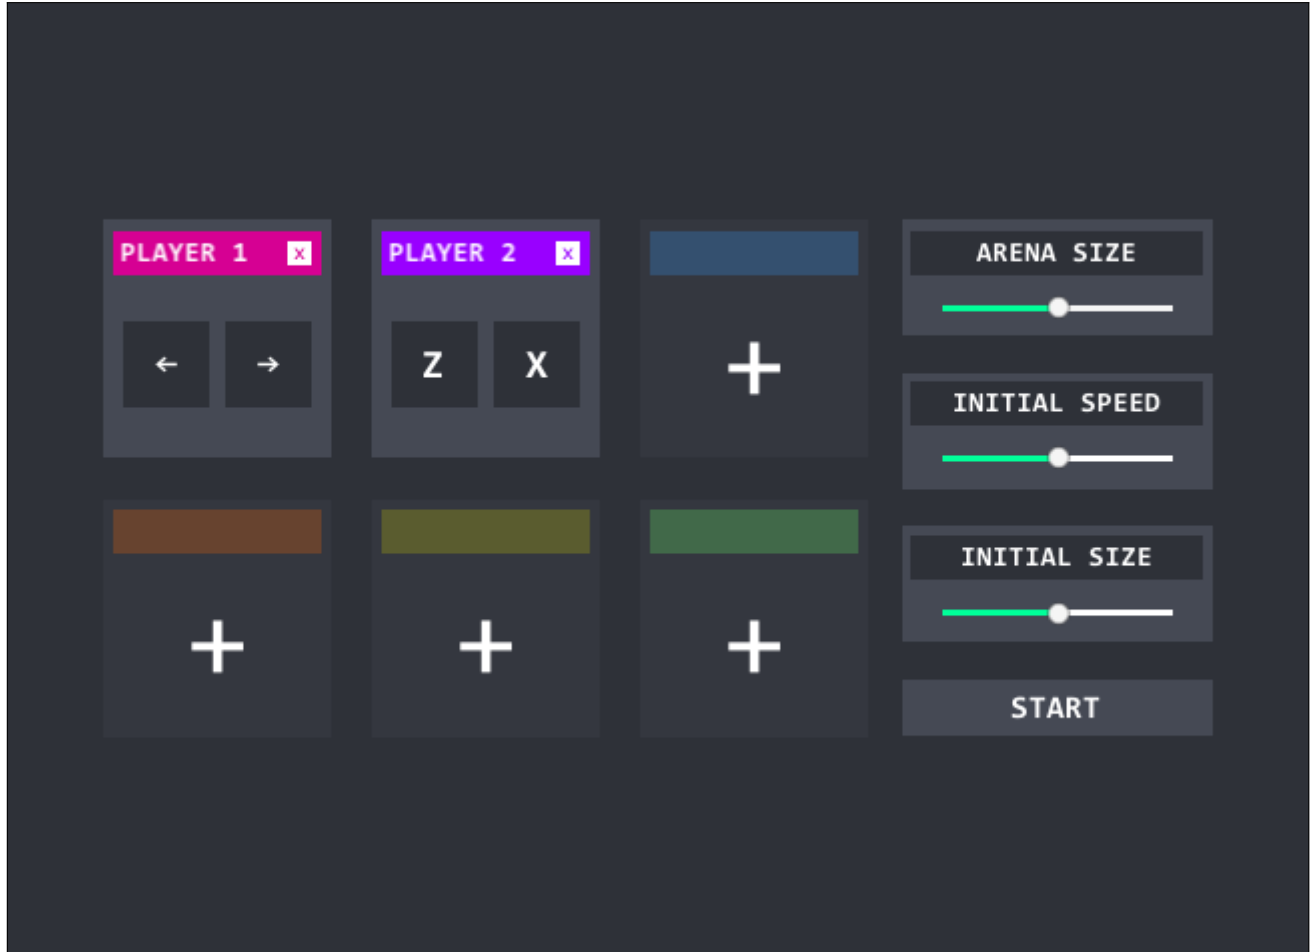 PLAYER 1 x
← →
PLAYER 2 x
Z X
+
+
+
+
ARENA SIZE
INITIAL SPEED
INITIAL SIZE
START